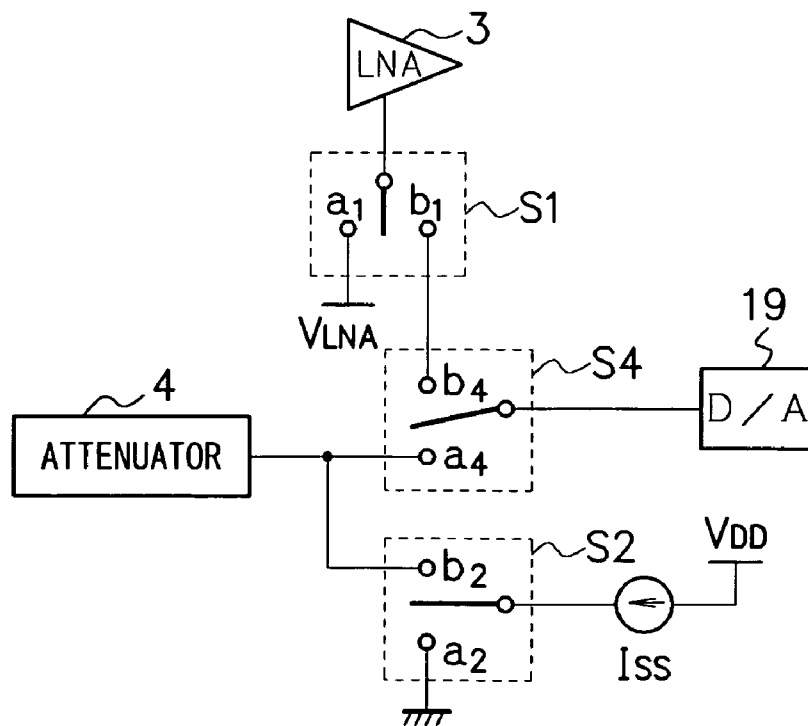 3
LNA
a1 b1
S1
VLNA
19
4
b4
S4
D/A
ATTENUATOR
a4
S2
VDD
b2
a2
ISS